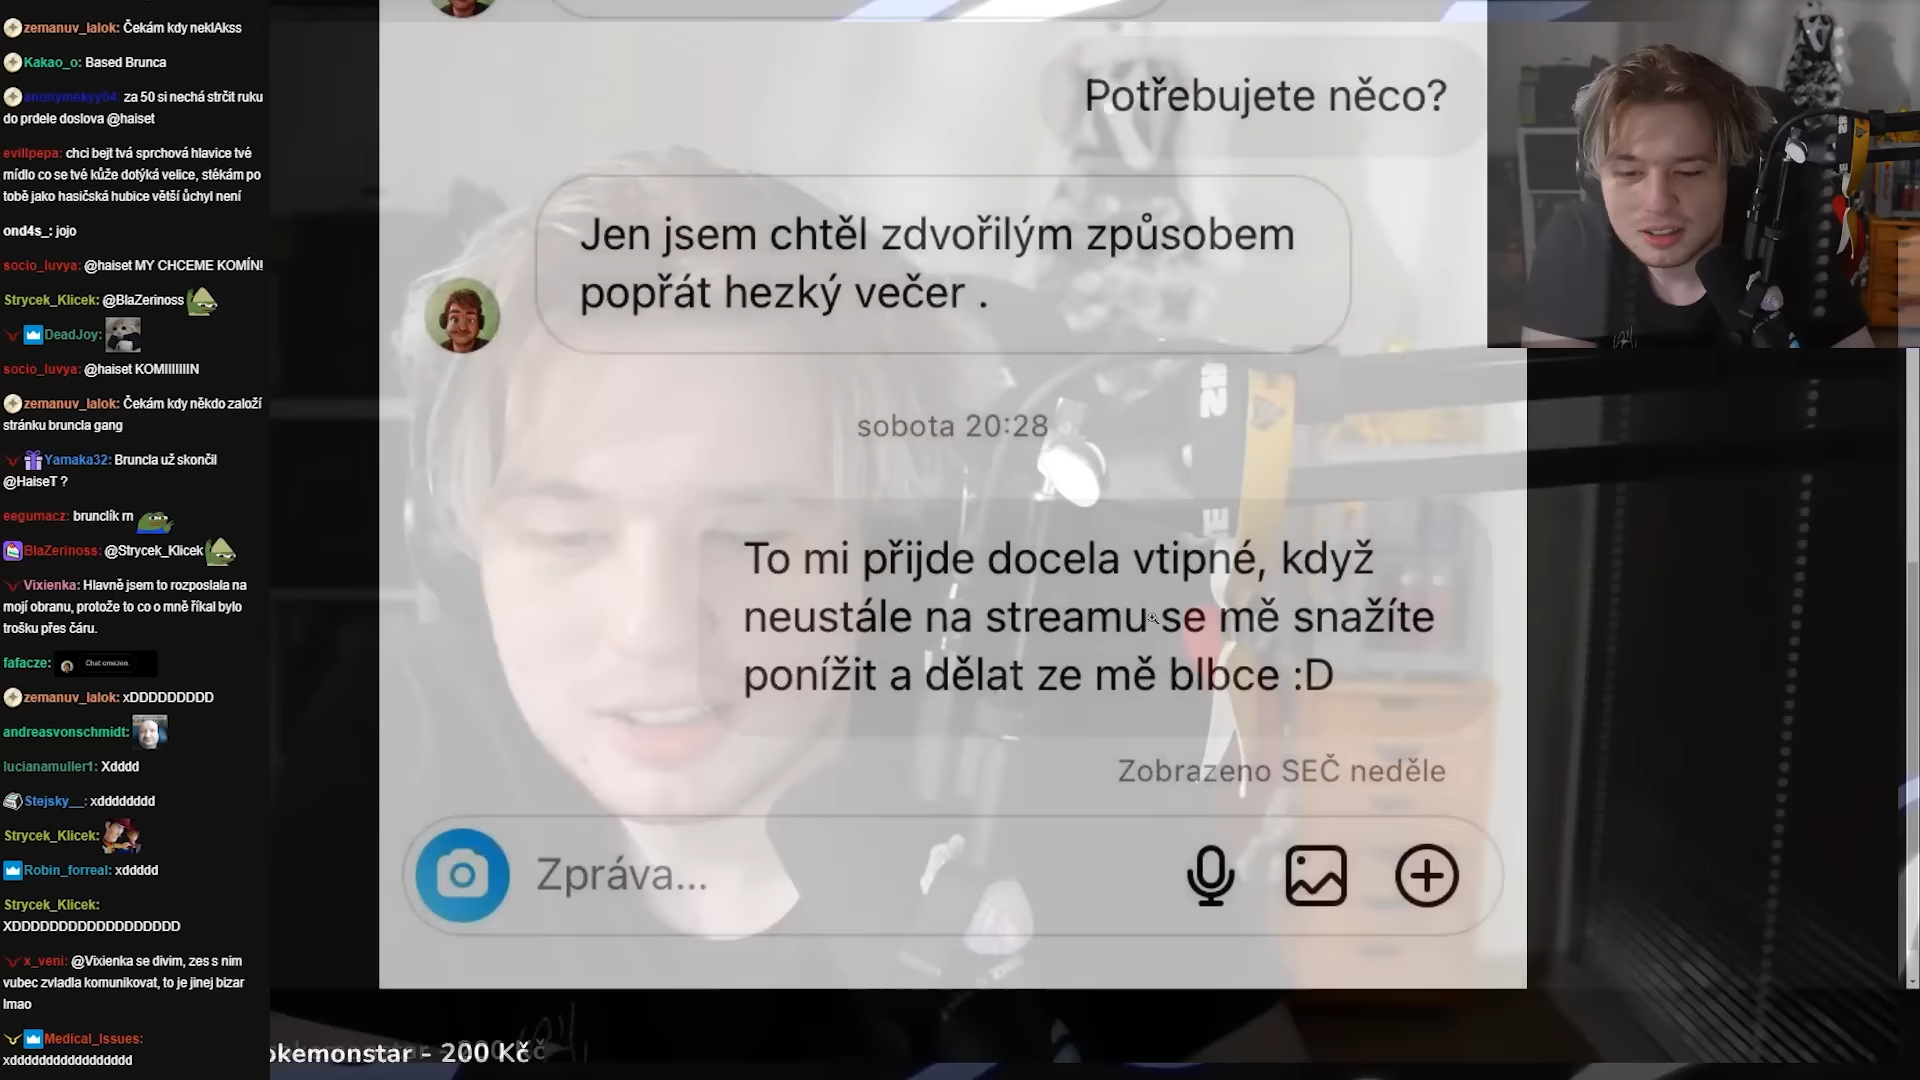 zemanuv_lalok: Čekám kdy neklAkss
Kakao_o: Based Brunca
anonymekyy04: za 50 si nechá strčit ruku
do prdele doslova @haiset
evillpepa: chci bejt tvá sprchová hlavice tvé
mídlo co se tvé kůže dotýká velice, stékám po
tobě jako hasičská hubice větší ůchyl není
ond4s_: jojo
socio_luvya: @haiset MY CHCEME KOMÍN!
Strycek_Klicek: @BlaZerinoss
DeadJoy:
socio_luvya: @haiset KOMIIIIIIIN
zemanuv_lalok: Čekám kdy někdo založí
stránku bruncla gang
Yamaka32: Bruncla už skončil
@HaiseT ?
eegumacz: brunclík rn
BlaZerinoss: @Strycek_Klicek
Vixienka: Hlavně jsem to rozposlala na
mojí obranu, protože to co o mně říkal bylo
trošku přes čáru.
fafacze: Chat omezen.
zemanuv_lalok: xDDDDDDDDD
andreasvonschmidt:
lucianamuller1: Xdddd
Stejsky__: xdddddddd
Strycek_Klicek:
Robin_forreal: xddddd
Strycek_Klicek:
XDDDDDDDDDDDDDDDDDDD
x_veni: @Vixienka se divim, zes s nim
vubec zvladla komunikovat, to je jinej bizar
lmao
Medical_Issues:
xddddddddddddddddd
Potřebujete něco?
Jen jsem chtěl zdvořilým způsobem
popřát hezký večer .
sobota 20:28
To mi přijde docela vtipné, když
neustále na streamu se mě snažíte
ponížit a dělat ze mě blbce :D
Zobrazeno SEČ neděle
Zpráva...
okemonstar - 200 Kč